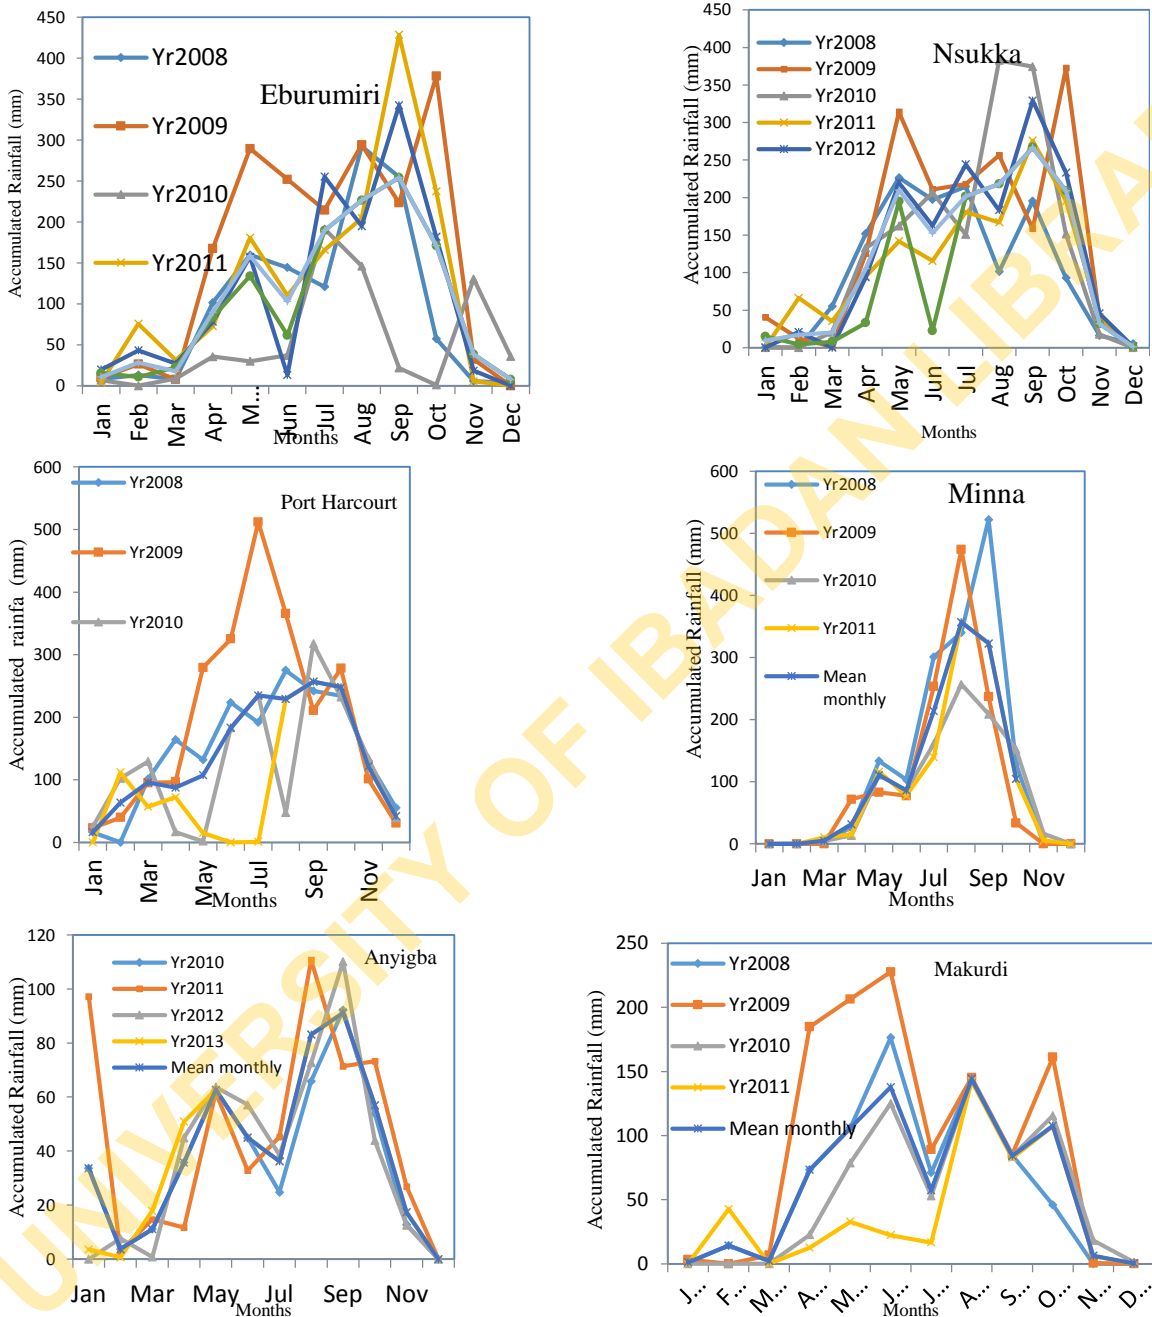 450
400
350
300
250
200
150
100
50
0
Accumulated Rainfall (mm)
Eburumiri
Yr2008
Yr2009
Yr2010
Yr2011
Jan
Feb
Mar
Apr
M...
Jun
Jul
Aug
Sep
Oct
Nov
Dec
Months
450
400
350
300
250
200
150
100
50
0
Accumulated Rainfall (mm)
Nsukka
Yr2008
Yr2009
Yr2010
Yr2011
Yr2012
Jan
Feb
Mar
Apr
May
Jun
Jul
Aug
Sep
Oct
Nov
Dec
Months
600
500
400
300
200
100
0
Accumulated rainfa (mm)
Port Harcourt
Yr2008
Yr2009
Yr2010
Jan
Mar
May
Jul
Sep
Nov
Months
600
500
400
300
200
100
0
Accumulated Rainfall (mm)
Minna
Yr2008
Yr2009
Yr2010
Yr2011
Mean
monthly
Jan
Mar
May
Jul
Sep
Nov
Months
120
100
80
60
40
20
0
Accumulated Rainfall (mm)
Anyigba
Yr2010
Yr2011
Yr2012
Yr2013
Mean monthly
Jan
Mar
May
Jul
Sep
Nov
Months
250
200
150
100
50
0
Accumulated Rainfall (mm)
Makurdi
Yr2008
Yr2009
Yr2010
Yr2011
Mean monthly
J...
F...
M...
A...
M...
J...
J...
A...
S...
O...
N...
D...
Months
UNIVERSITY OF IBADAN LIBRA